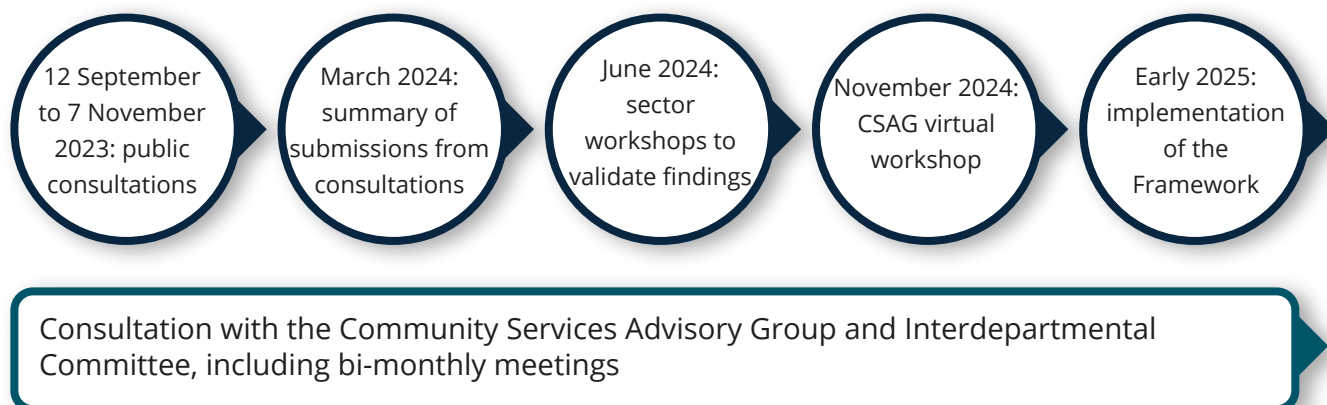 12 September
to 7 November
2023: public
consultations
March 2024:
summary of
submissions from
consultations
June 2024:
sector
workshops to
validate findings
November 2024:
CSAG virtual
workshop
Early 2025:
implementation
of the
Framework
Consultation with the Community Services Advisory Group and Interdepartmental
Committee, including bi-monthly meetings